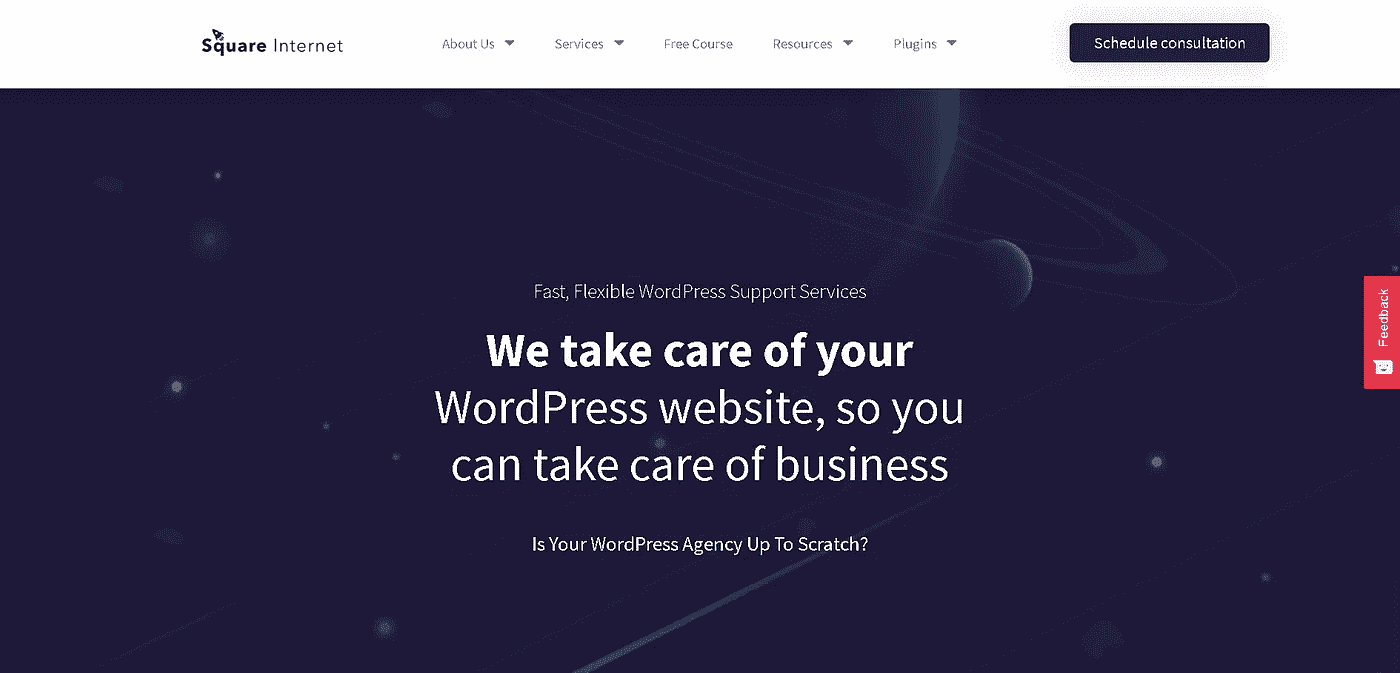 Square Internet
About Us
Services
Free Course
Resources
Plugins
Schedule consultation
Fast, Flexible WordPress Support Services
We take care of your
WordPress website, so you
can take care of business
Is Your WordPress Agency Up To Scratch?
Feedback